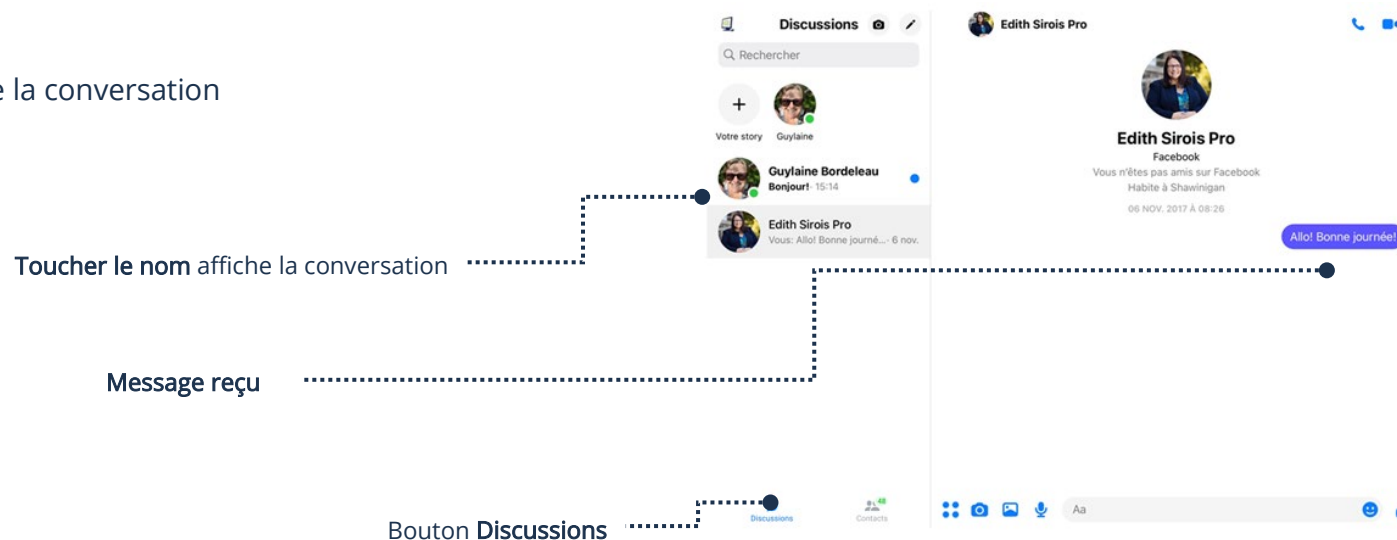 e la conversation
Toucher le nom affiche la conversation
Message reçu
Bouton Discussions
Discussions
Rechercher
Votre story
Guylaine
Guylaine Bordeleau
Bonjour! · 15:14
Edith Sirois Pro
Vous: Allo! Bonne journé... · 6 nov.
Discussions
Contacts
48
Edith Sirois Pro
Edith Sirois Pro
Facebook
Vous n'êtes pas amis sur Facebook
Habite à Shawinigan
06 NOV. 2017 À 08:26
Allo! Bonne journée!
Aa